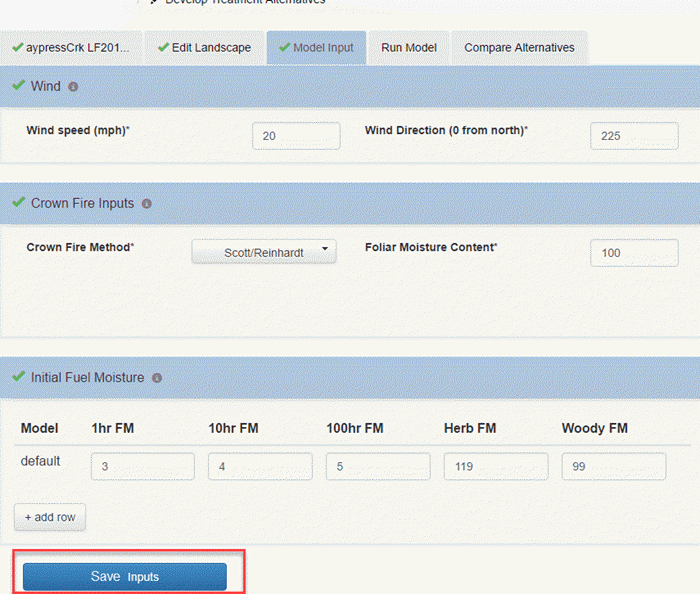 Develop Treatment Alternatives
aypressCrk LF201... Edit Landscape Model Input Run Model Compare Alternatives
Wind
Wind speed (mph)* 20 Wind Direction (0 from north)* 225
Crown Fire Inputs
Crown Fire Method* Scott/Reinhardt Foliar Moisture Content* 100
Initial Fuel Moisture
Model 1hr FM 10hr FM 100hr FM Herb FM Woody FM
default 3 4 5 119 99
+ add row
Save Inputs